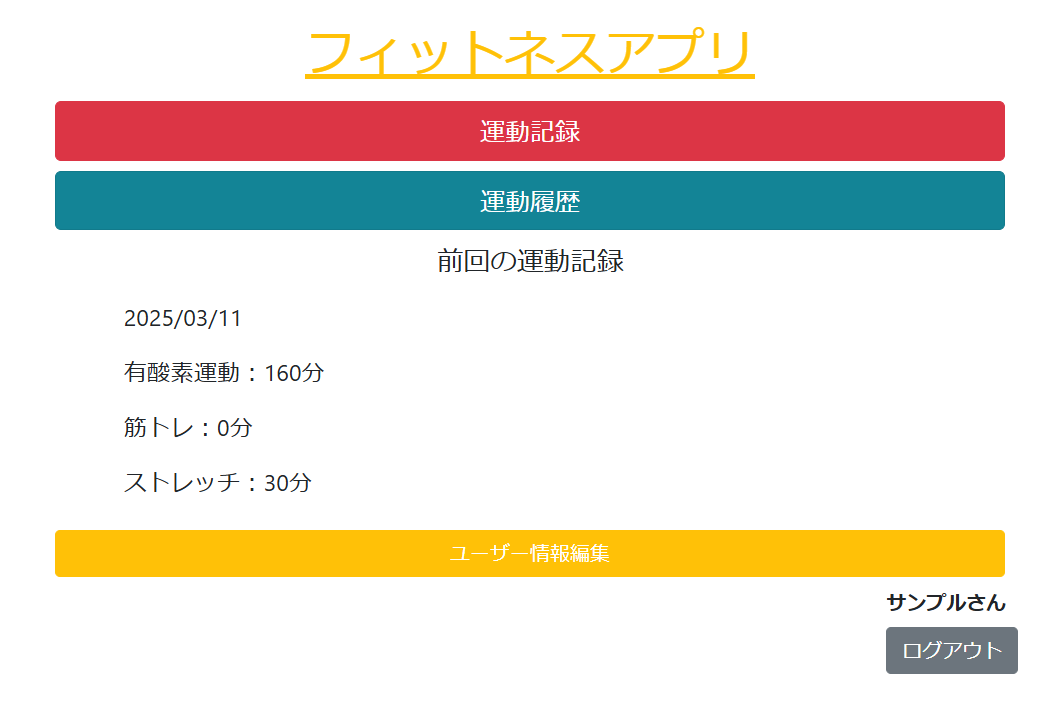 フィットネスアプリ
運動記録
運動履歴
前回の運動記録
2025/03/11
有酸素運動：160分
筋トレ：0分
ストレッチ：30分
ユーザー情報編集
サンプルさん
ログアウト